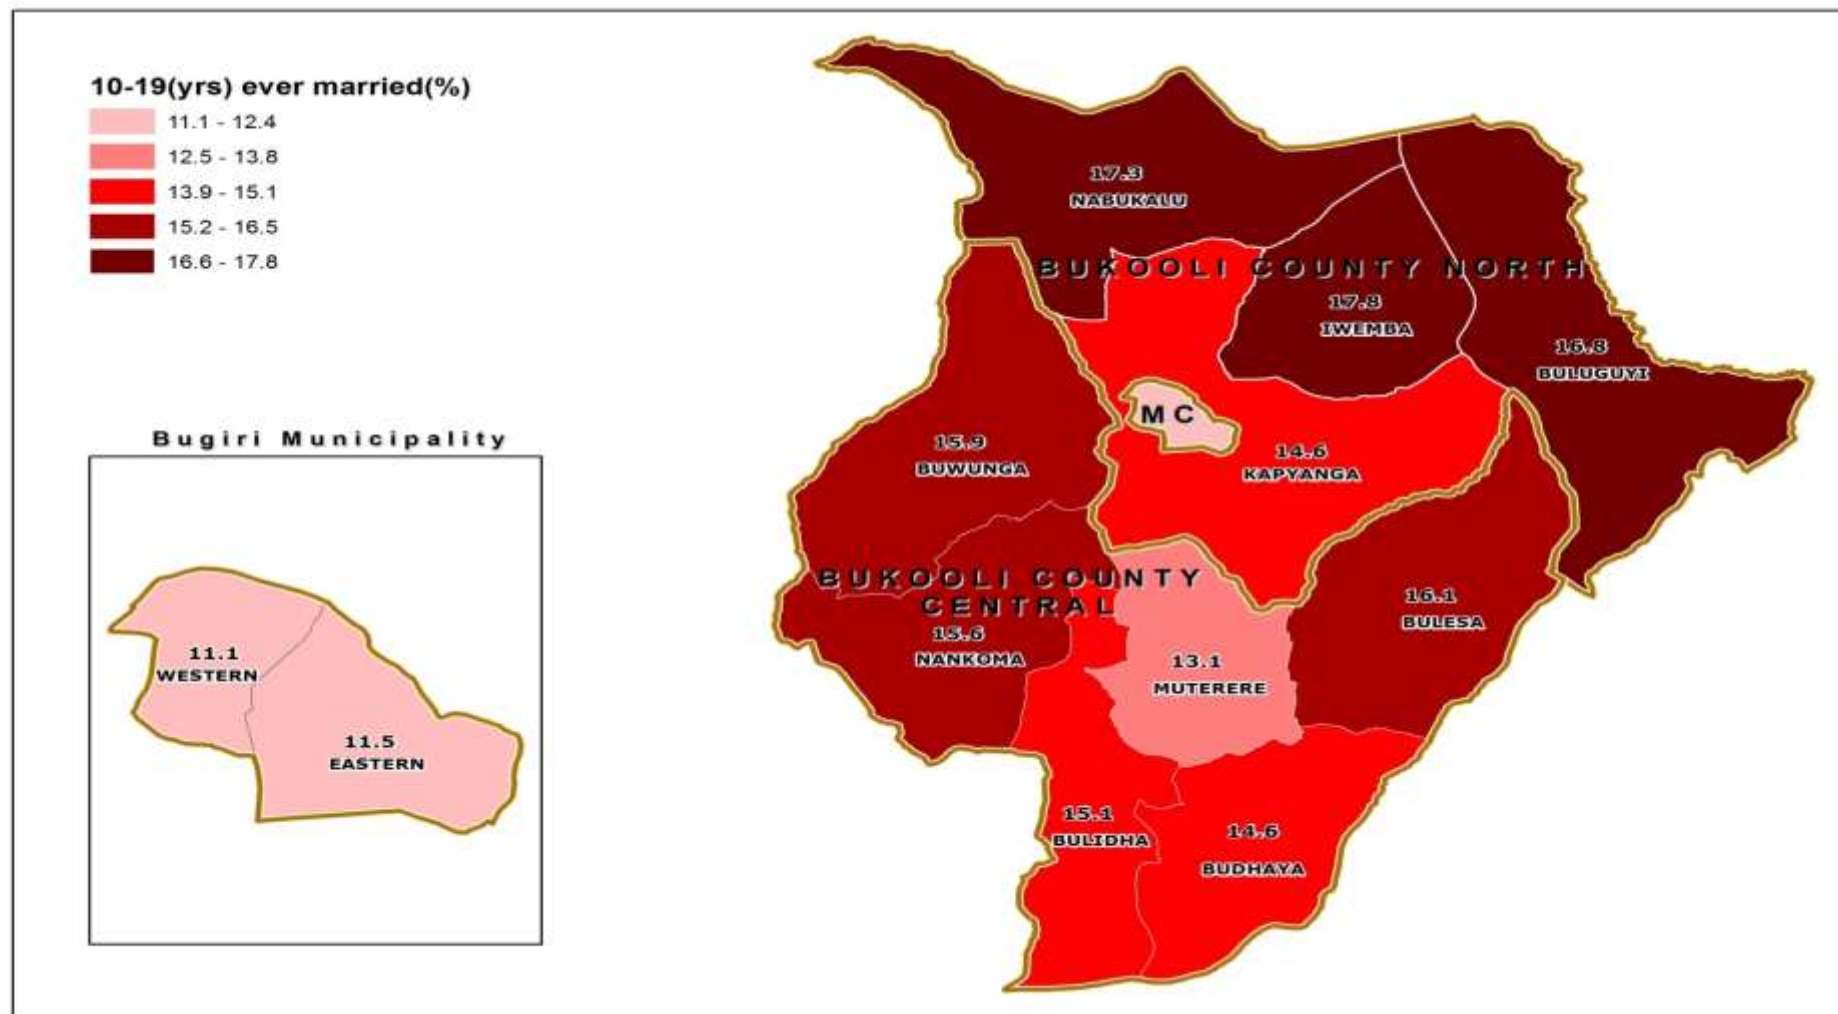 10-19(yrs) ever married(%)
11.1 - 12.4
12.5 - 13.8
13.9 - 15.1
15.2 - 16.5
16.6 - 17.8
Bugiri Municipality
11.1
WESTERN
11.5
EASTERN
17.3
NABUKALU
BUKOOLI COUNTY NORTH
17.8
IWEMBA
16.8
BULUGUYI
MC
15.9
BUWUNGA
14.6
KAPYANGA
BUKOOLI COUNTY
CENTRAL
15.6
NANKOMA
13.1
MUTERERE
16.1
BULESA
15.1
BULIDHA
14.6
BUDHAYA